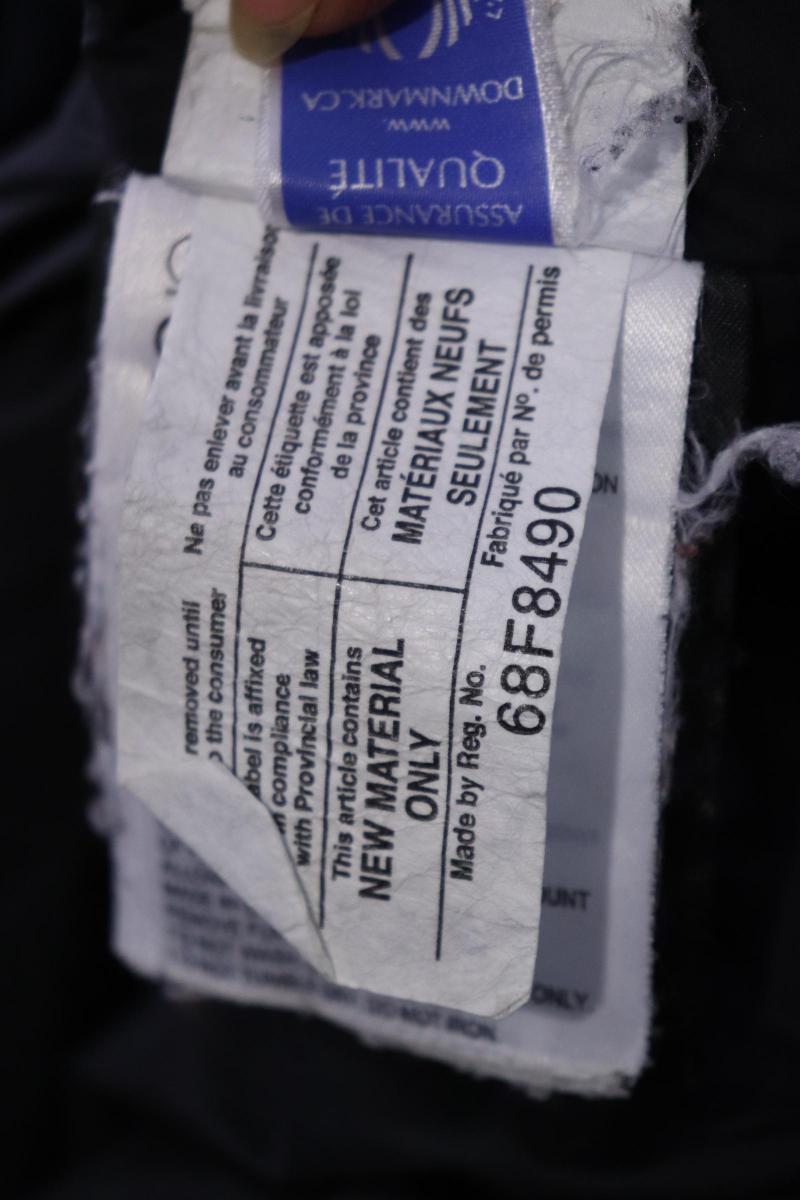 ASSURANCE DE
QUALITÉ
www.
DOWNMARK.CA
removed until
the consumer
Ne pas enlever avant la livraison
au consommateur
is affixed
compliance
with Provincial law
Cette étiquette est apposée
conformément à la loi
de la province
This article contains
NEW MATERIAL
ONLY
Cet article contient des
MATÉRIAUX NEUFS
SEULEMENT
Made by Reg. No.
Fabriqué par Nº. de permis
68F8490
ONLY
DO NOT IRON